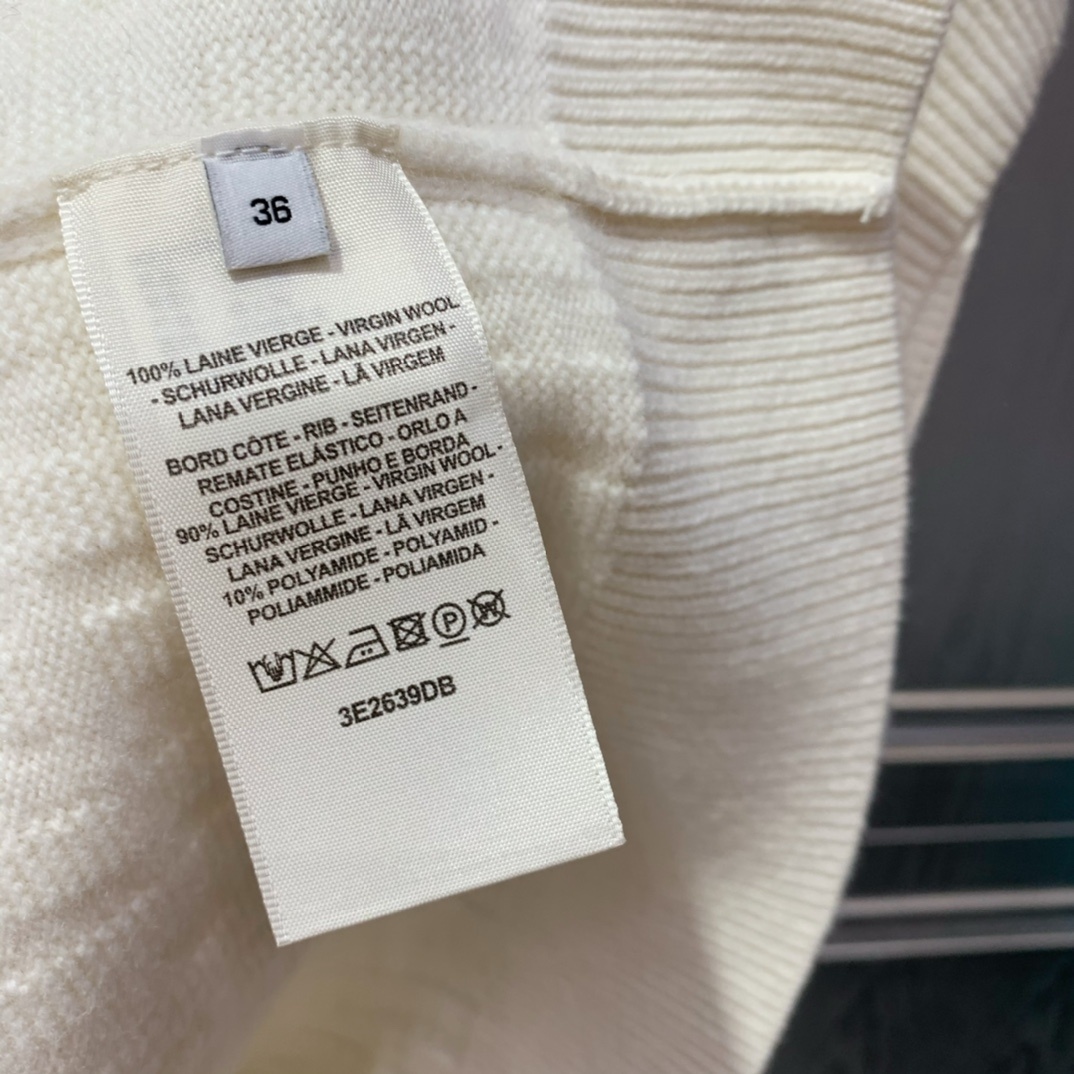 36
100% LAINE VIERGE - VIRGIN WOOL
- SCHURWOLLE - LANA VIRGEN -
LANA VERGINE - LÃ VIRGEM
BORD CÔTE - RIB - SEITENRAND -
REMATE ELÁSTICO - ORLO A
COSTINE - PUNHO E BORDA
90% LAINE VIERGE - VIRGIN WOOL -
SCHURWOLLE - LANA VIRGEN -
LANA VERGINE - LÃ VIRGEM
10% POLYAMIDE - POLYAMID -
POLIAMMIDE - POLIAMIDA
P W
3E2639DB